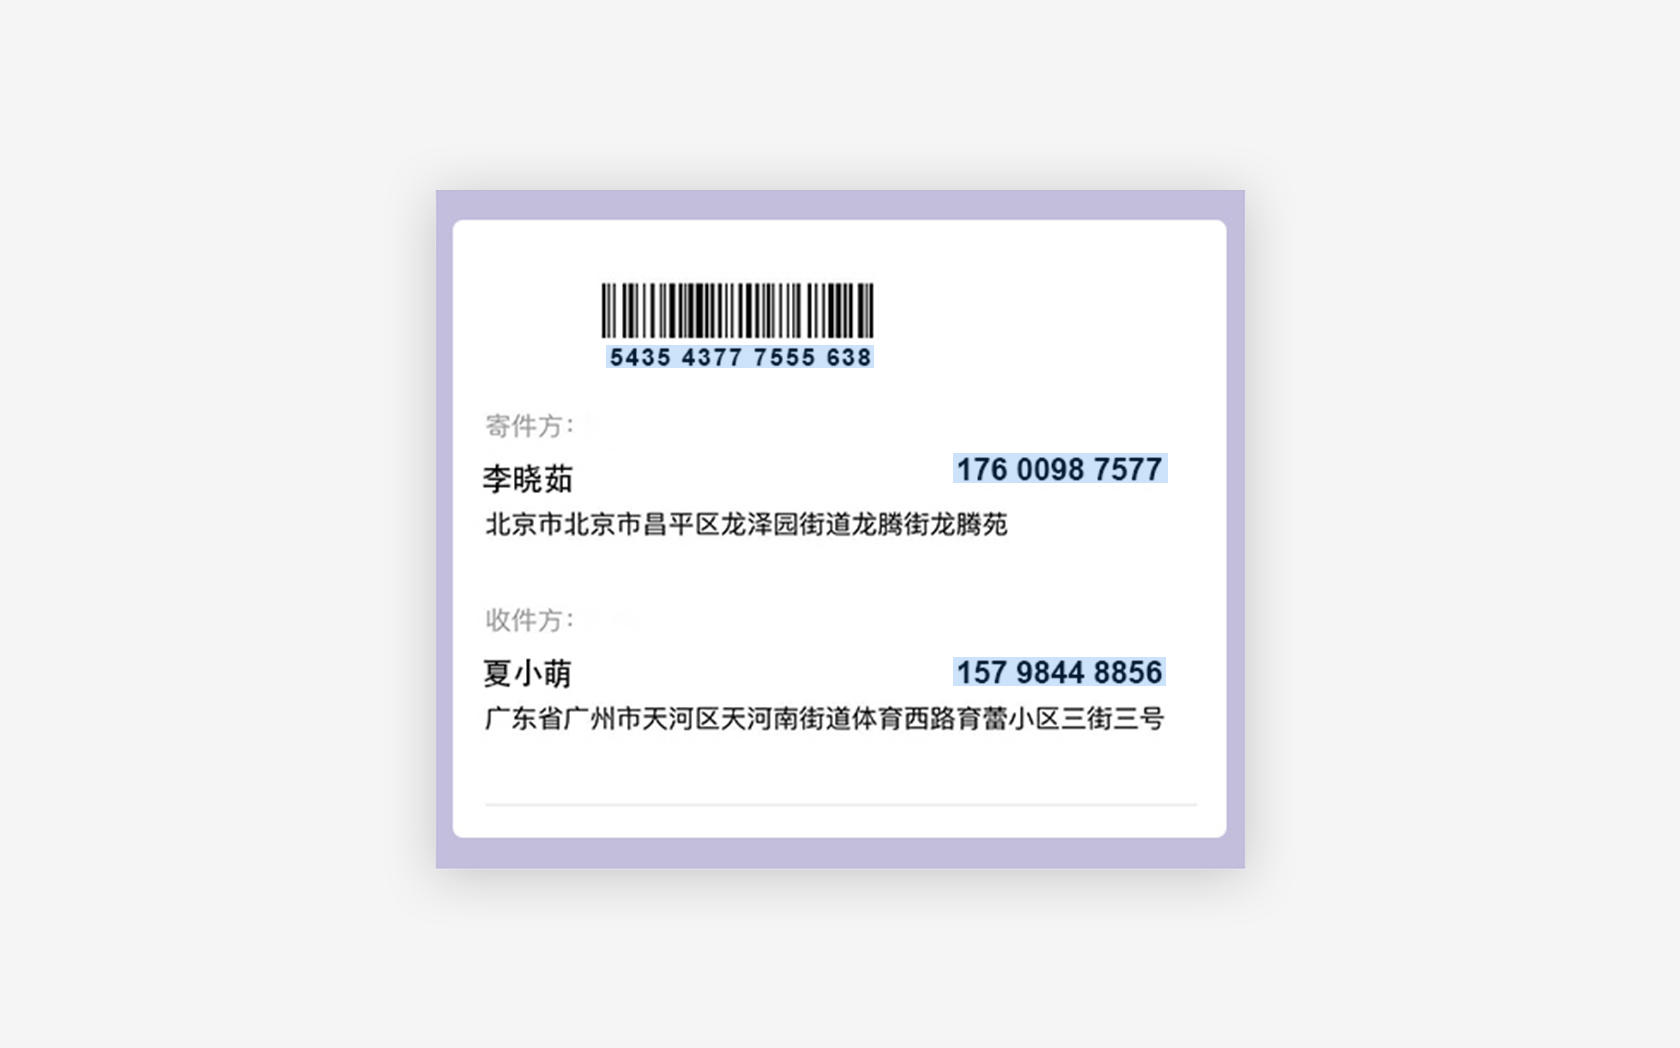 5435 4377 7555 638
寄件方：
李晓茹
176 0098 7577
北京市北京市昌平区龙泽园街道龙腾街龙腾苑
收件方：
夏小萌
157 9844 8856
广东省广州市天河区天河南街道体育西路育蕾小区三街三号